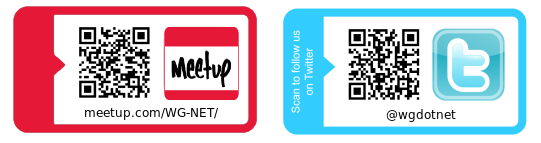 Meetup
meetup.com/WG-NET/
Scan to follow us
on Twitter
t
@wgdotnet